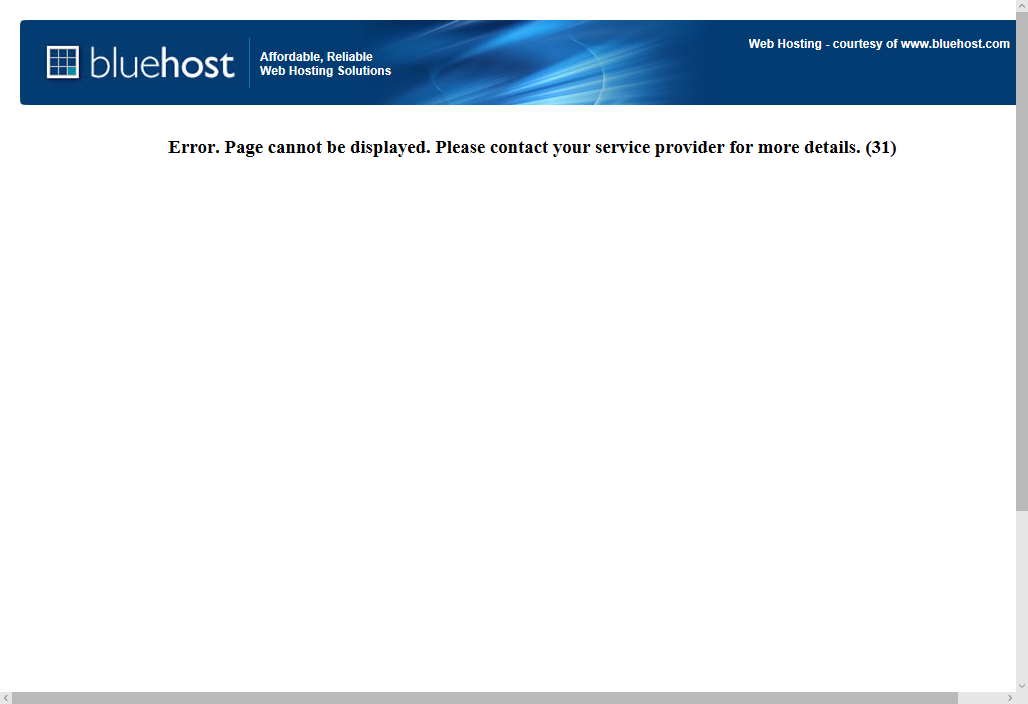 bluehost
Affordable, Reliable
Web Hosting Solutions
Web Hosting - courtesy of www.bluehost.com
Error. Page cannot be displayed. Please contact your service provider for more details. (31)